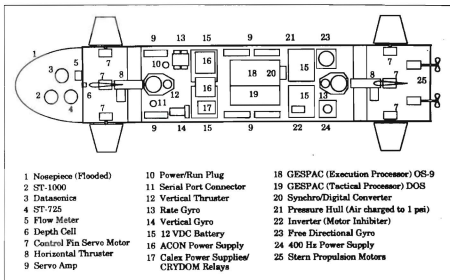 9 13 15 9 21 23
1
7
10
16
18 20
15
7
3
5
8
12
13
8
25
2
4
6
7
16
19
7
7
11
17
15
7
9 14 15 9 22 24
1 Nosepiece (Flooded)
2 ST-1000
3 Datasonics
4 ST-725
5 Flow Meter
6 Depth Cell
7 Control Fin Servo Motor
8 Horizontal Thruster
9 Servo Amp
10 Power/Run Plug
11 Serial Port Connector
12 Vertical Thruster
13 Rate Gyro
14 Vertical Gyro
15 12 VDC Battery
16 ACON Power Supply
17 Calex Power Supplies/
CRYDOM Relays
18 GESPAC (Execution Processor) OS-9
19 GESPAC (Tactical Processor) DOS
20 Synchro/Digital Converter
21 Pressure Hull (Air charged to 1 psi)
22 Inverter (Motor Inhibiter)
23 Free Directional Gyro
24 400 Hz Power Supply
25 Stern Propulsion Motors